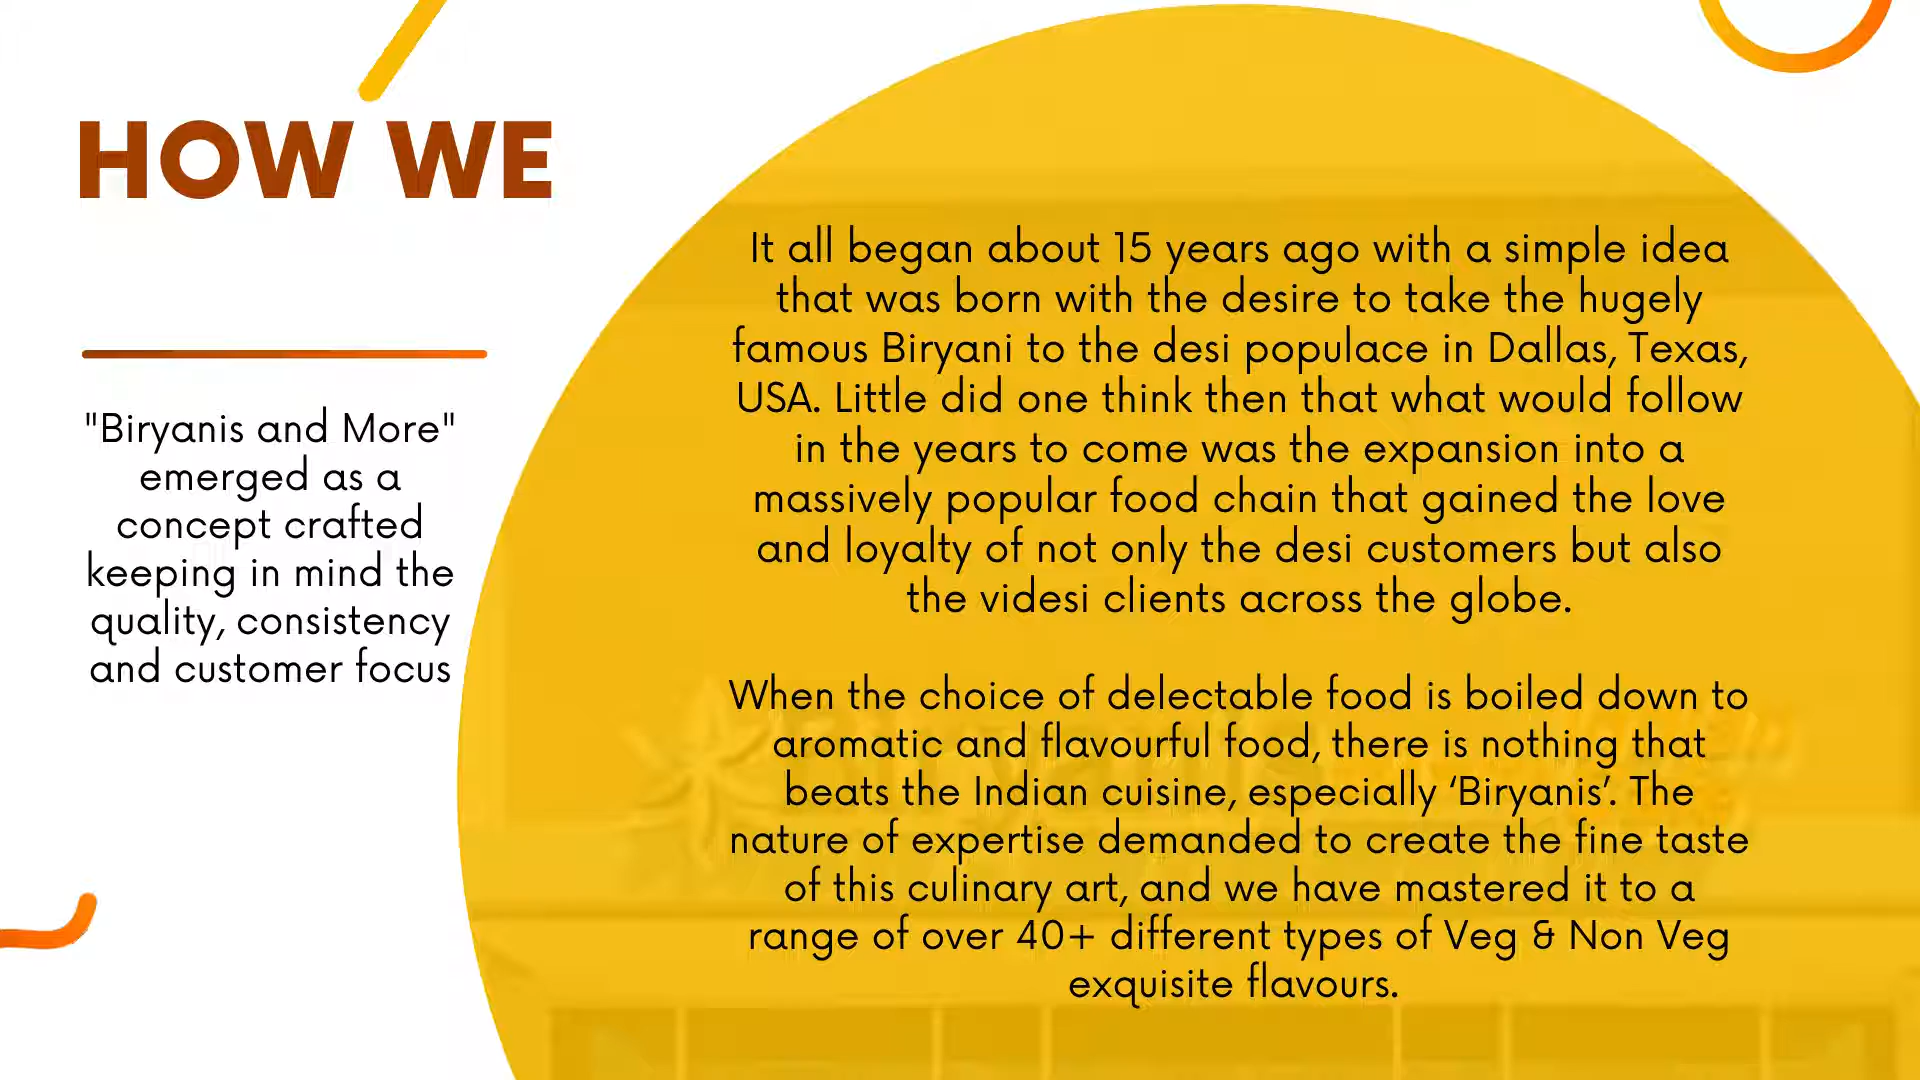 HOW WE
"Biryanis and More"
emerged as a
concept crafted
keeping in mind the
quality, consistency
and customer focus
It all began about 15 years ago with a simple idea
that was born with the desire to take the hugely
famous Biryani to the desi populace in Dallas, Texas,
USA. Little did one think then that what would follow
in the years to come was the expansion into a
massively popular food chain that gained the love
and loyalty of not only the desi customers but also
the videsi clients across the globe.
When the choice of delectable food is boiled down to
aromatic and flavourful food, there is nothing that
beats the Indian cuisine, especially ‘Biryanis’. The
nature of expertise demanded to create the fine taste
of this culinary art, and we have mastered it to a
range of over 40+ different types of Veg & Non Veg
exquisite flavours.